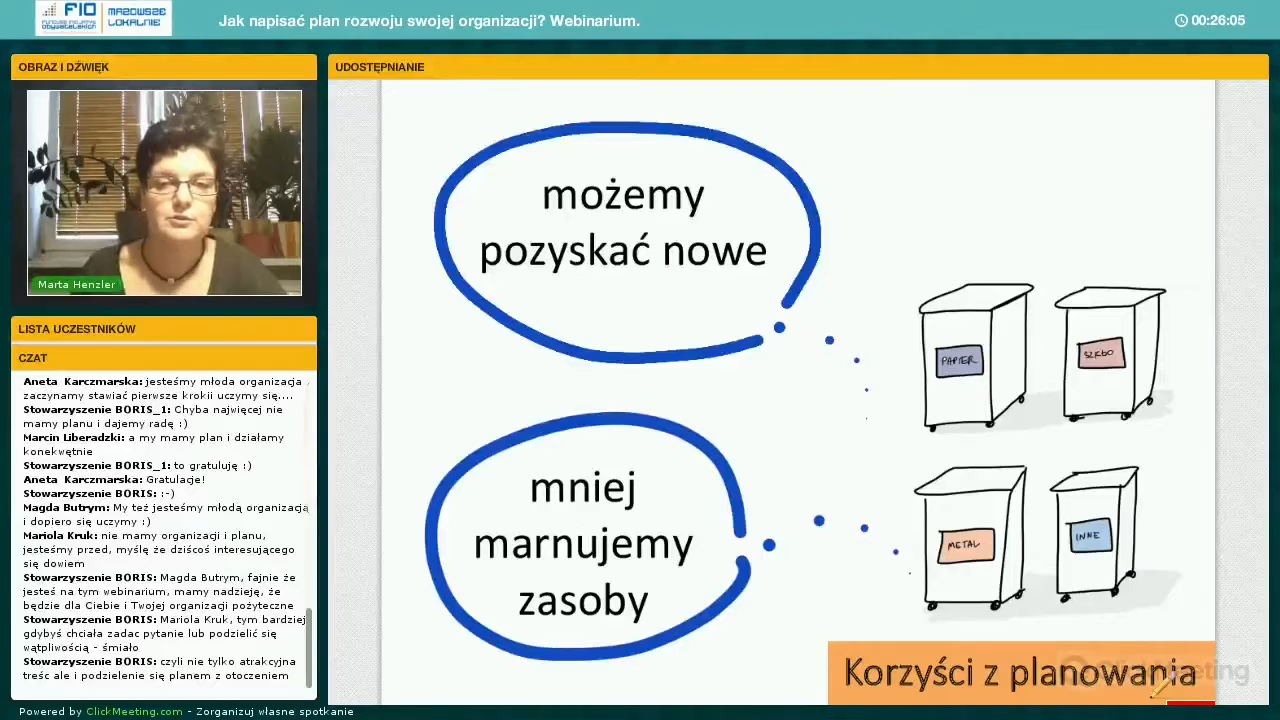 FIO
fundusz inicjatyw
obywatelskich
MAZOWSZE
LOKALNIE
Jak napisać plan rozwoju swojej organizacji? Webinarium.
00:26:05
OBRAZ I DŹWIĘK
Marta Henzler
LISTA UCZESTNIKÓW
CZAT
Aneta Karczmarska: jesteśmy młoda organizacja ,
zaczynamy stawiać pierwsze krokii uczymy się....
Stowarzyszenie BORIS_1: Chyba najwięcej nie
mamy planu i dajemy radę :)
Marcin Liberadzki: a my mamy plan i działamy
konekwętnie
Stowarzyszenie BORIS_1: to gratuluję :)
Aneta Karczmarska: Gratulacje!
Stowarzyszenie BORIS: :-)
Magda Butrym: My też jesteśmy młodą organizacją
i dopiero się uczymy :)
Mariola Kruk: nie mamy organizacji i planu,
jesteśmy przed, myślę że dziścoś interesującego
się dowiem
Stowarzyszenie BORIS: Magda Butrym, fajnie że
jesteś na tym webinarium, mamy nadzieję, że
będzie dla Ciebie i Twojej organizacji pożyteczne
Stowarzyszenie BORIS: Mariola Kruk, tym bardziej
gdybyś chciała zadac pytanie lub podzielić się
wątpliwością - śmiało
Stowarzyszenie BORIS: czyli nie tylko atrakcyjna
treśc ale i podzielenie się planem z otoczeniem
UDOSTĘPNIANIE
możemy
pozyskać nowe
PAPIER
SZKŁO
mniej
marnujemy
zasoby
METAL
INNE
Korzyści z planowania
Powered by ClickMeeting.com - Zorganizuj własne spotkanie